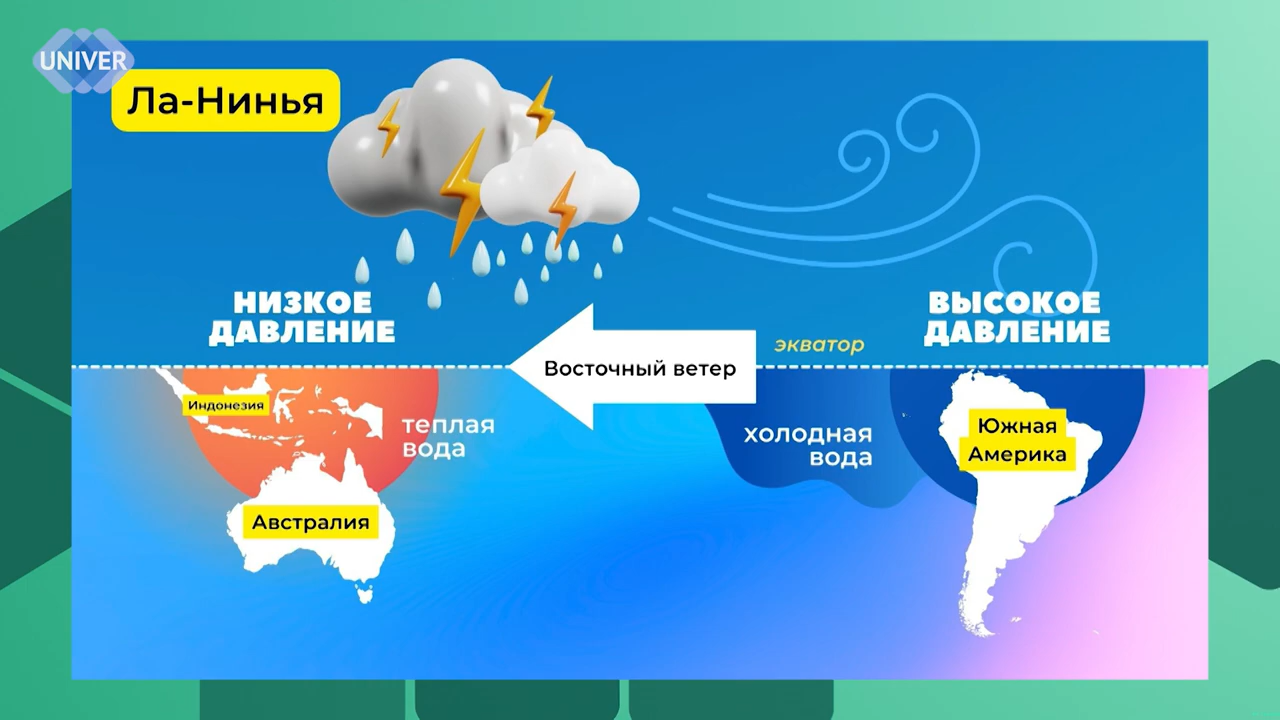 UNIVER
Ла-Нинья
НИЗКОЕ
ДАВЛЕНИЕ
ВЫСОКОЕ
ДАВЛЕНИЕ
экватор
Восточный ветер
Индонезия
теплая
вода
холодная
вода
Южная
Америка
Австралия